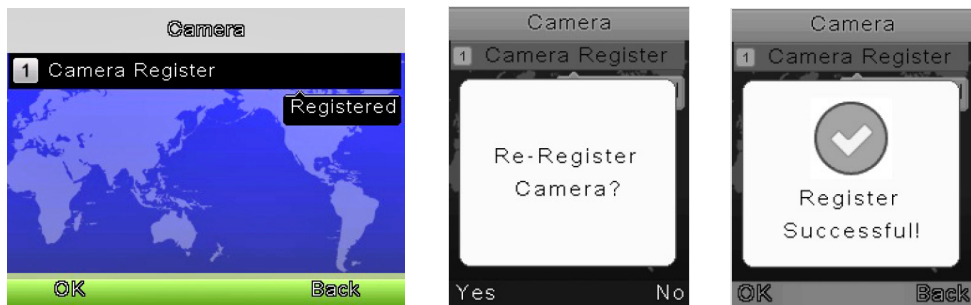 Camera
1 Camera Register
Registered
OK Back
Camera
1 Camera Register
Re-Register
Camera?
Yes No
Camera
1 Camera Register
Register
Successful!
OK Back